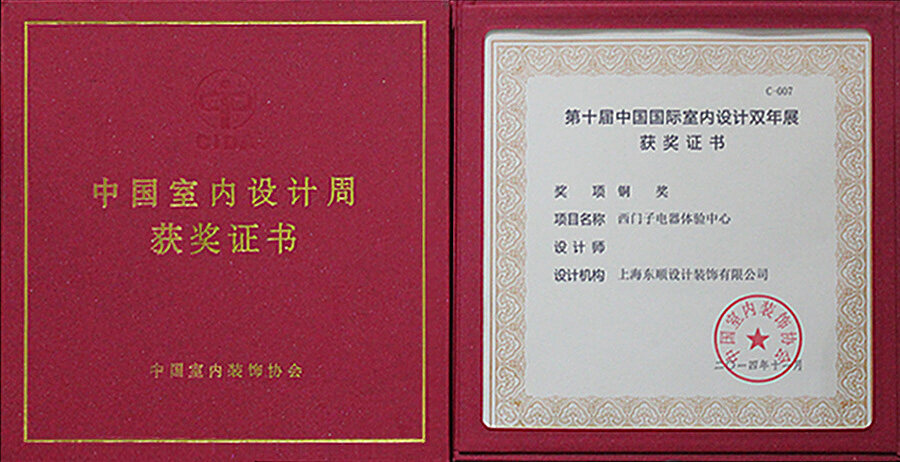 CIDA
中国室内设计周
获奖证书
中国室内装饰协会
C-007
第十届中国国际室内设计双年展
获奖证书
奖项 铜奖
项目名称 西门子电器体验中心
设计师
设计机构 上海东顺设计装饰有限公司
中国室内装饰协会
二〇一四年十一月